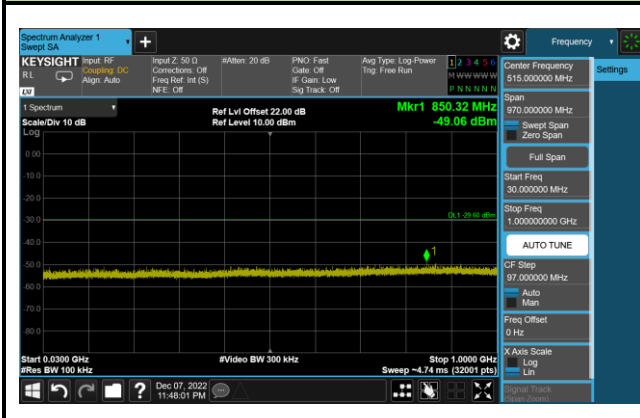 Spectrum Analyzer 1
Swept SA
+
Frequency
KEYSIGHT Input: RF
RL
Coupling: DC
Align: Auto
Input Z: 50 Ω
Corrections: Off
Freq Ref: Int (S)
NFE: Off
#Atten: 20 dB
PNO: Fast
Gate: Off
IF Gain: Low
Sig Track: Off
Avg Type: Log-Power
Trig: Free Run
1 2 3 4 5 6
M W W W W W
P N N N N N
1 Spectrum
Scale/Div 10 dB
Log
Ref Lvl Offset 22.00 dB
Ref Level 10.00 dBm
Mkr1 850.32 MHz
-49.06 dBm
0.00
-10.0
-20.0
-30.0
-40.0
-50.0
-60.0
-70.0
-80.0
DL1 -29.60 dBm
1
Start 0.0300 GHz
#Res BW 100 kHz
#Video BW 300 kHz
Stop 1.0000 GHz
Sweep ~4.74 ms (32001 pts)
Center Frequency
515.000000 MHz
Span
970.000000 MHz
Swept Span
Zero Span
Full Span
Start Freq
30.000000 MHz
Stop Freq
1.000000000 GHz
AUTO TUNE
CF Step
97.000000 MHz
Auto
Man
Freq Offset
0 Hz
X Axis Scale
Log
Lin
Signal Track
(Span Zoom)
Settings
?
Dec 07, 2022
11:48:01 PM